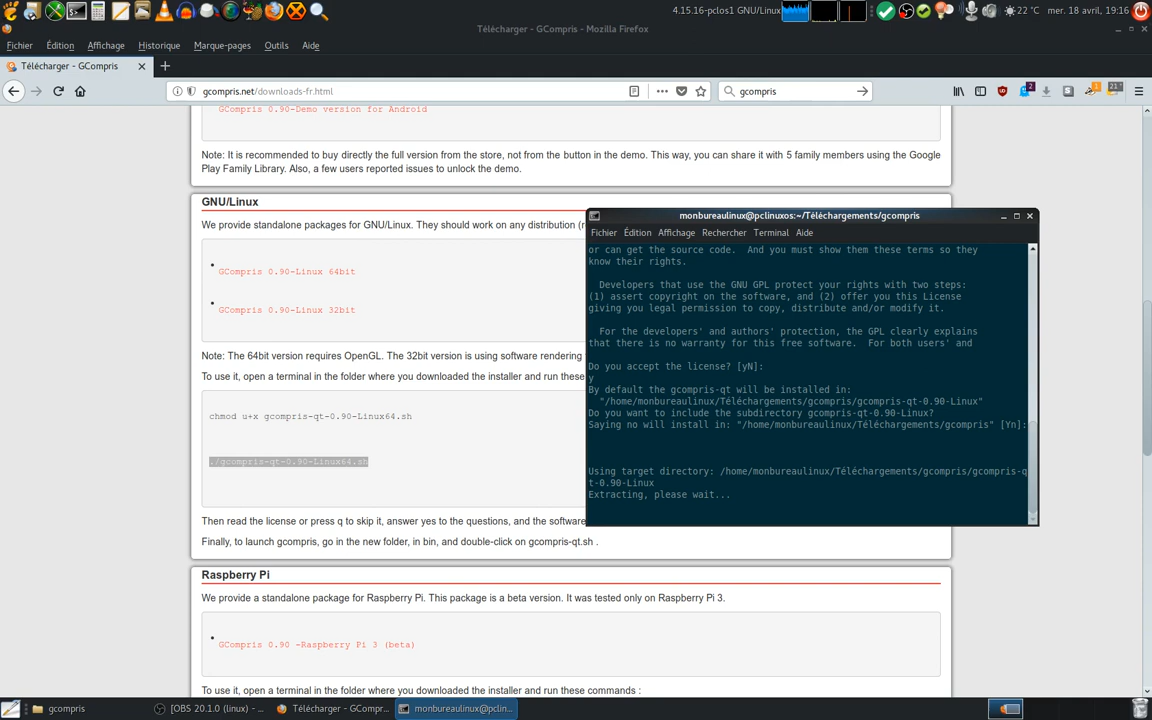 4.15.16-pclos1 GNU/Linux
22 °C mer. 18 avril, 19:16
Télécharger - GCompris - Mozilla Firefox
Fichier Édition Affichage Historique Marque-pages Outils Aide
Télécharger - GCompris
gcompris.net/downloads-fr.html
gcompris
GCompris 0.90-Demo version for Android
Note: It is recommended to buy directly the full version from the store, not from the button in the demo. This way, you can share it with 5 family members using the Google
Play Family Library. Also, a few users reported issues to unlock the demo.
GNU/Linux
We provide standalone packages for GNU/Linux. They should work on any distribution (r
GCompris 0.90-Linux 64bit
GCompris 0.90-Linux 32bit
Note: The 64bit version requires OpenGL. The 32bit version is using software rendering
To use it, open a terminal in the folder where you downloaded the installer and run these
chmod u+x gcompris-qt-0.90-Linux64.sh
./gcompris-qt-0.90-Linux64.sh
Then read the license or press q to skip it, answer yes to the questions, and the software
Finally, to launch gcompris, go in the new folder, in bin, and double-click on gcompris-qt.sh .
monbureaulinux@pclinuxos:~/Téléchargements/gcompris
Fichier Édition Affichage Rechercher Terminal Aide
or can get the source code. And you must show them these terms so they
know their rights.
Developers that use the GNU GPL protect your rights with two steps:
(1) assert copyright on the software, and (2) offer you this License
giving you legal permission to copy, distribute and/or modify it.
For the developers' and authors' protection, the GPL clearly explains
that there is no warranty for this free software. For both users' and
Do you accept the license? [yN]:
y
By default the gcompris-qt will be installed in:
"/home/monbureaulinux/Téléchargements/gcompris/gcompris-qt-0.90-Linux"
Do you want to include the subdirectory gcompris-qt-0.90-Linux?
Saying no will install in: "/home/monbureaulinux/Téléchargements/gcompris" [Yn]:
Using target directory: /home/monbureaulinux/Téléchargements/gcompris/gcompris-q
t-0.90-Linux
Extracting, please wait...
Raspberry Pi
We provide a standalone package for Raspberry Pi. This package is a beta version. It was tested only on Raspberry Pi 3.
GCompris 0.90 -Raspberry Pi 3 (beta)
To use it, open a terminal in the folder where you downloaded the installer and run these commands :
gcompris
[OBS 20.1.0 (linux) - ...
Télécharger - GCompr...
monbureaulinux@pclin...